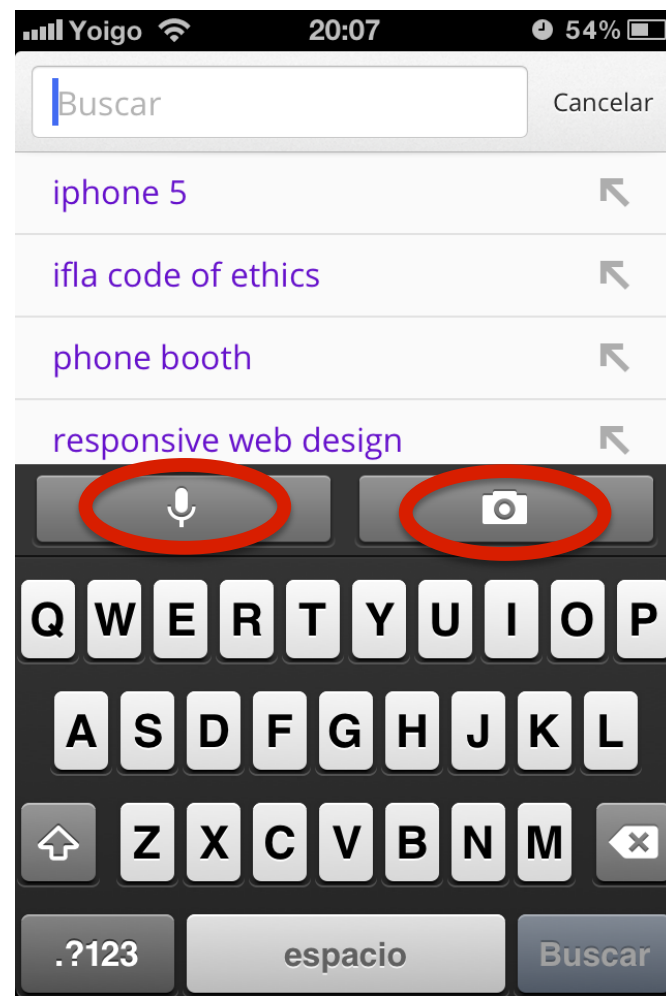 Yoigo 20:07 54%
Buscar Cancelar
iphone 5
ifla code of ethics
phone booth
responsive web design
Q W E R T Y U I O P
A S D F G H J K L
Z X C V B N M
.?123 espacio Buscar